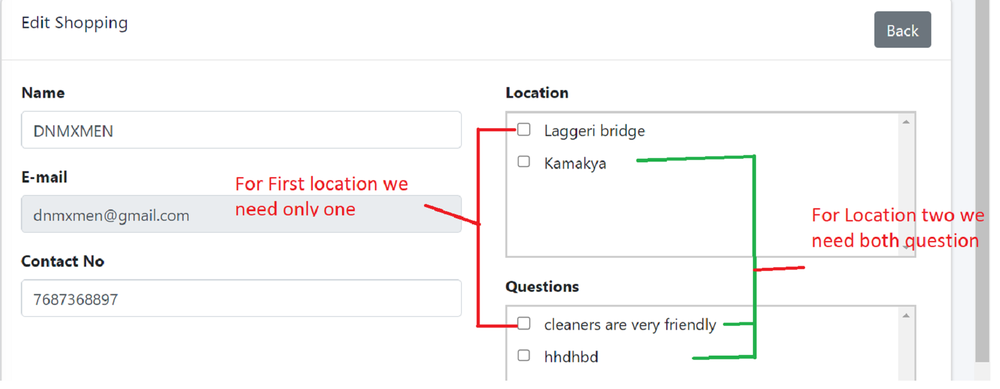 Edit Shopping
Back
Name
DNMXMEN
E-mail
dnmxmen@gmail.com
Contact No
7687368897
For First location we
need only one
Location
Laggeri bridge
Kamakya
For Location two we
need both question
Questions
cleaners are very friendly
hhdhbd